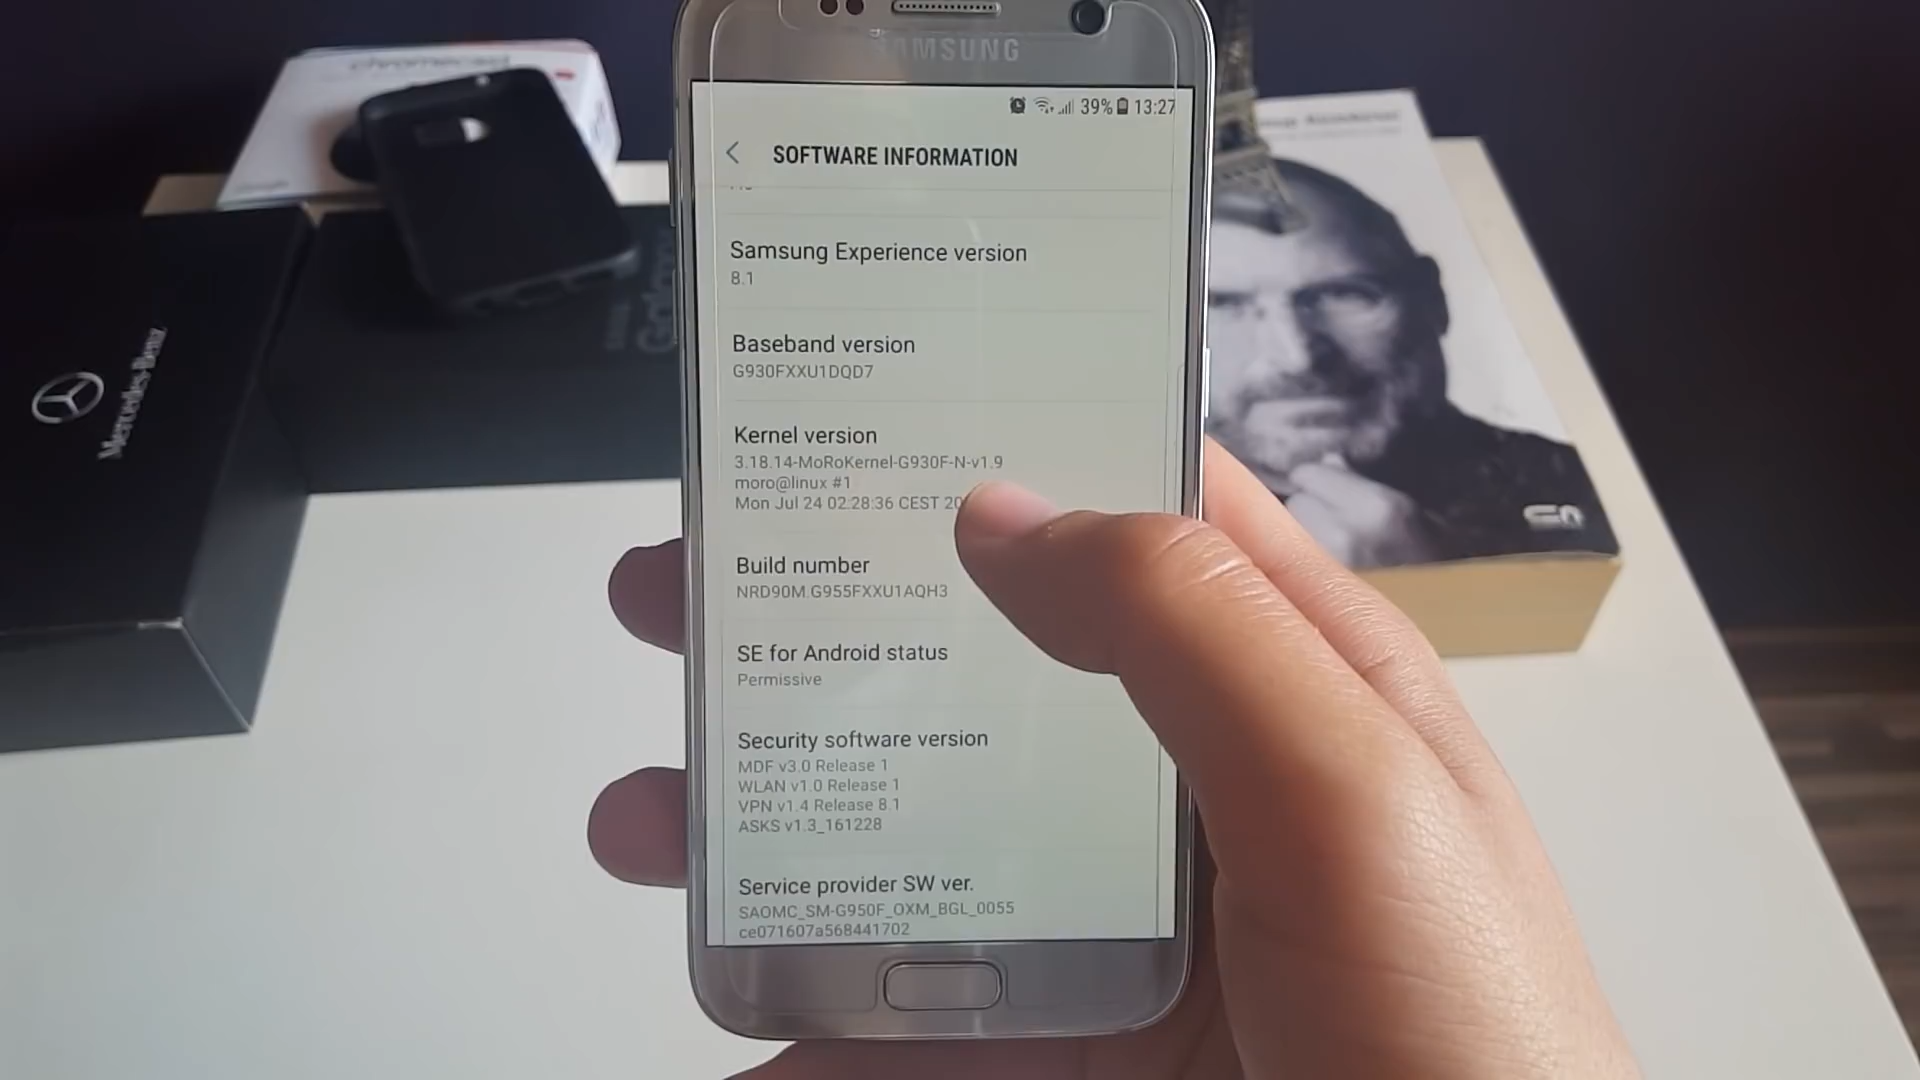 SAMSUNG
39% 13:27
SOFTWARE INFORMATION
Samsung Experience version
8.1
Baseband version
G930FXXU1DQD7
Kernel version
3.18.14-MoRoKernel-G930F-N-v1.9
moro@linux #1
Mon Jul 24 02:28:36 CEST 20
Build number
NRD90M.G955FXXU1AQH3
SE for Android status
Permissive
Security software version
MDF v3.0 Release 1
WLAN v1.0 Release 1
VPN v1.4 Release 8.1
ASKS v1.3_161228
Service provider SW ver.
SAOMC_SM-G950F_OXM_BGL_0055
ce071607a568441702
chromecast
Mercedes-Benz